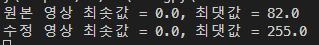 원본 영상 최솟값 = 0.0, 최댓값 = 82.0
수정 영상 최솟값 = 0.0, 최댓값 = 255.0